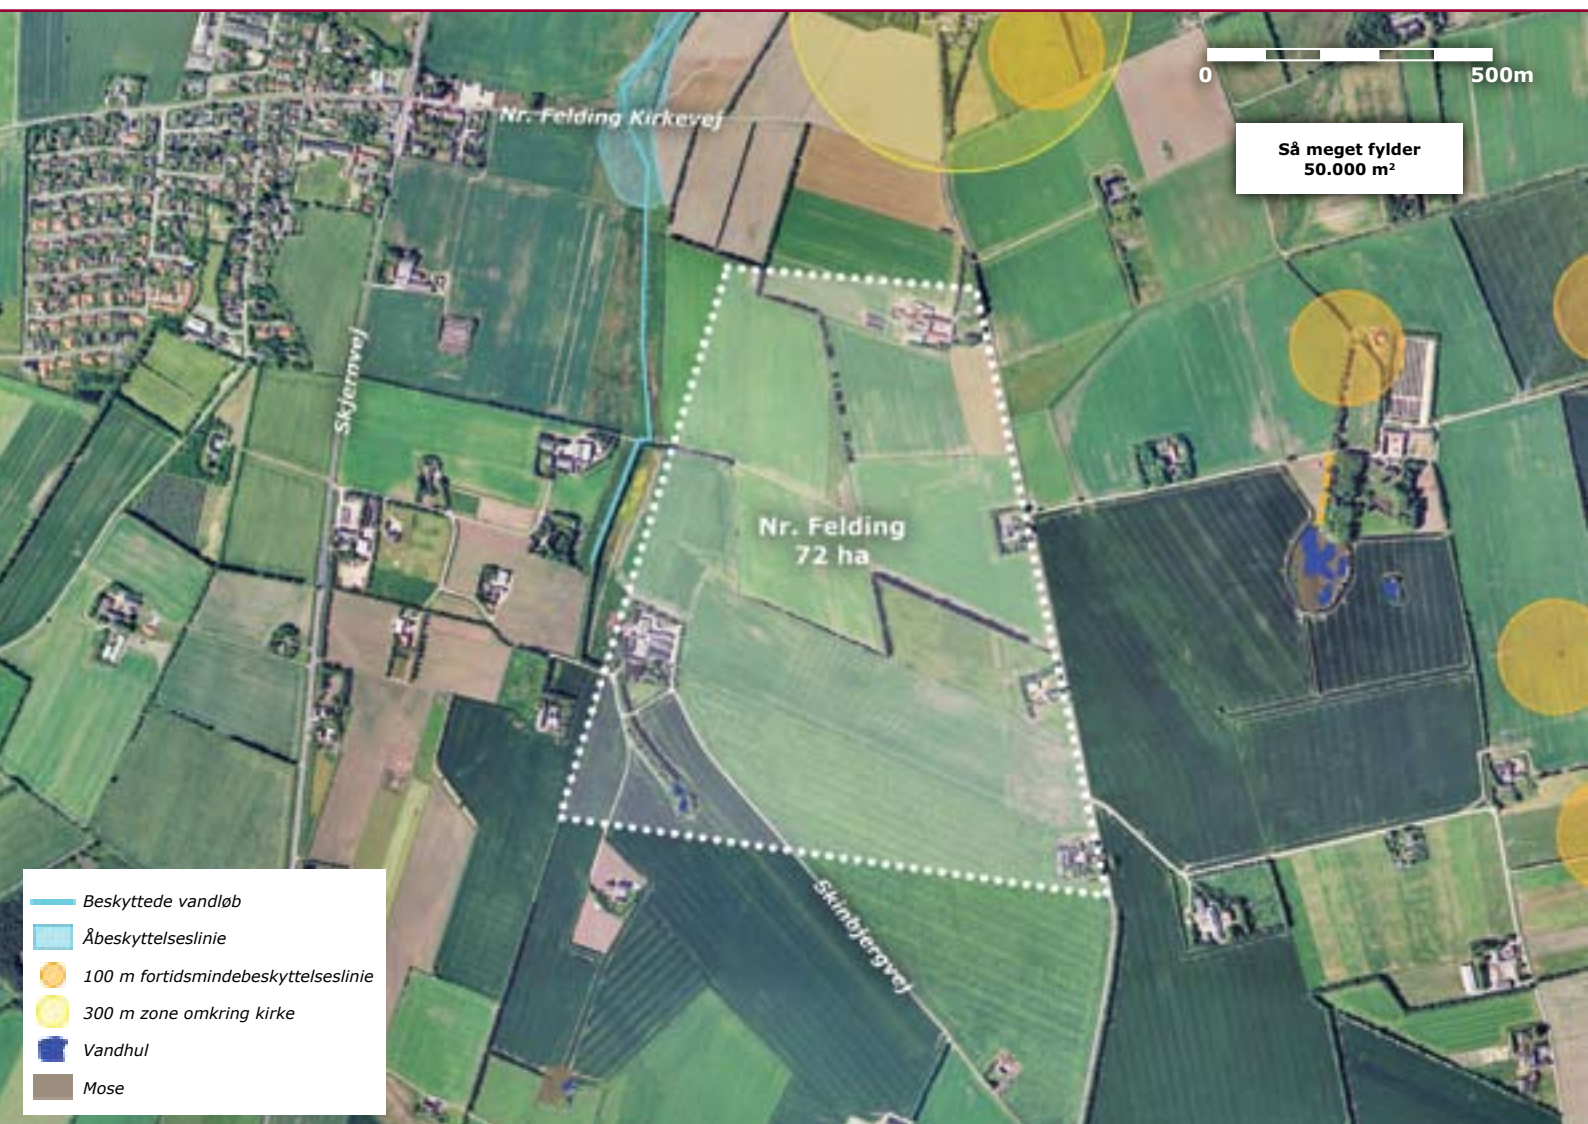 0
500m
Så meget fylder
50.000 m²
Nr. Felding Kirkevej
Skjernvej
Nr. Felding
72 ha
Skinbjergvej
Beskyttede vandløb
Åbeskyttelseslinie
100 m fortidsmindebeskyttelseslinie
300 m zone omkring kirke
Vandhul
Mose